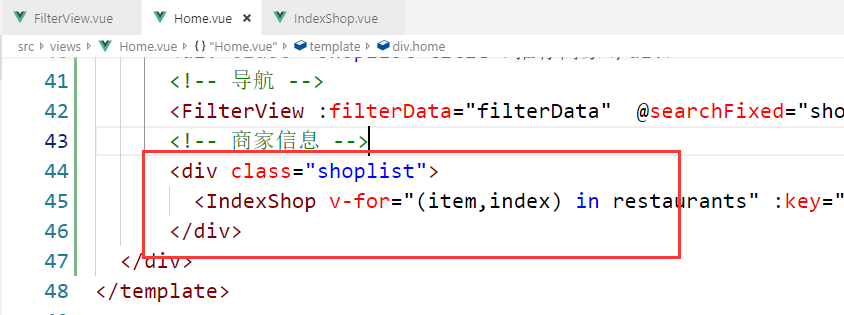 FilterView.vue Home.vue × IndexShop.vue
src > views > Home.vue > {} "Home.vue" > template > div.home
41 <!-- 导航 -->
42 <FilterView :filterData="filterData" @searchFixed="sho
43 <!-- 商家信息 -->
44 <div class="shoplist">
45 <IndexShop v-for="(item,index) in restaurants" :key="
46 </div>
47 </div>
48 </template>